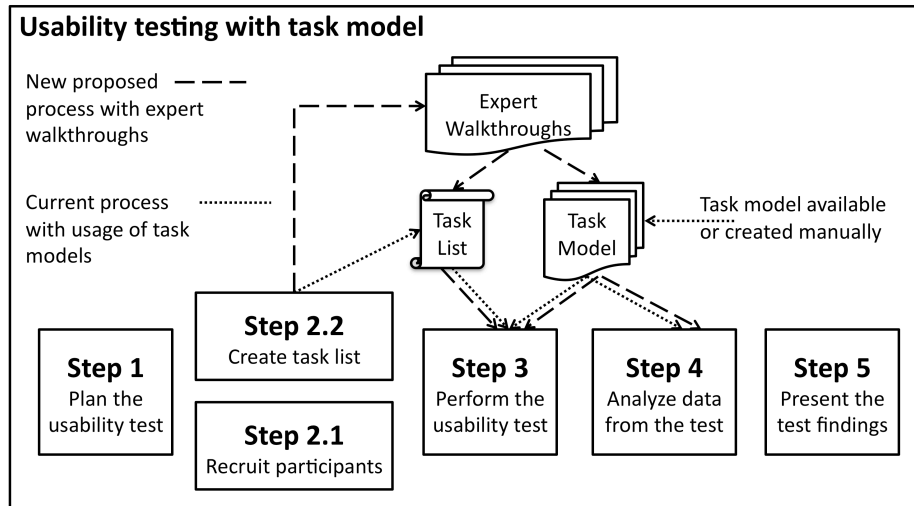 Usability testing with task model
New proposed
process with expert
walkthroughs
Expert
Walkthroughs
Current process
with usage of task
models
Task
List
Task
Model
Task model available
or created manually
Step 1
Plan the
usability test
Step 2.2
Create task list
Step 2.1
Recruit participants
Step 3
Perform the
usability test
Step 4
Analyze data
from the test
Step 5
Present the
test findings